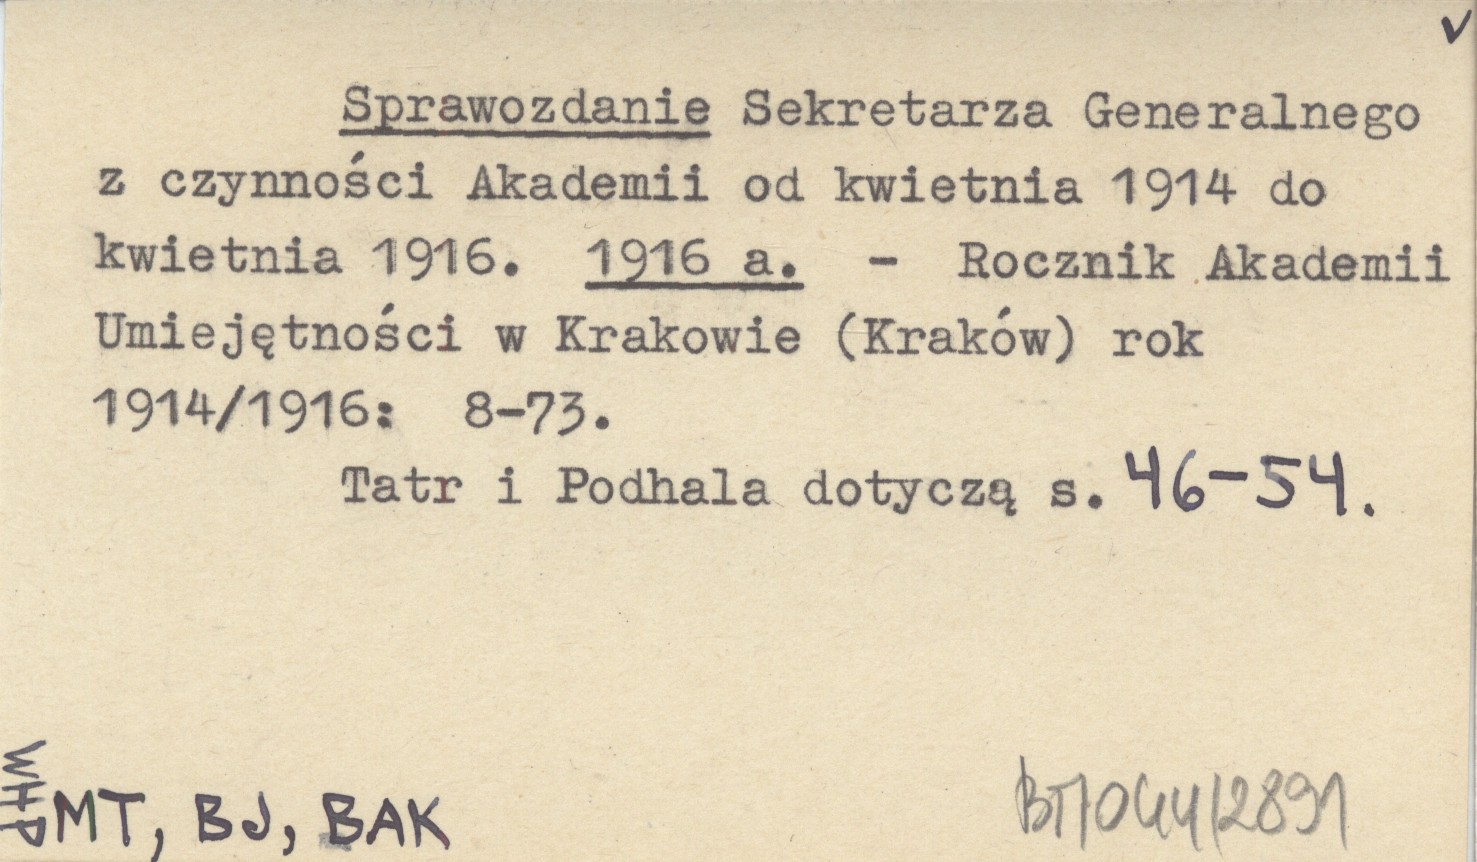 v
Sprawozdanie Sekretarza Generalnego
z czynności Akademii od kwietnia 1914 do
kwietnia 1916. 1916 a. - Rocznik Akademii
Umiejętności w Krakowie (Kraków) rok
1914/1916: 8-73.
Tatr i Podhala dotyczą s. 46-54.
WHP
MT, BJ, BAK